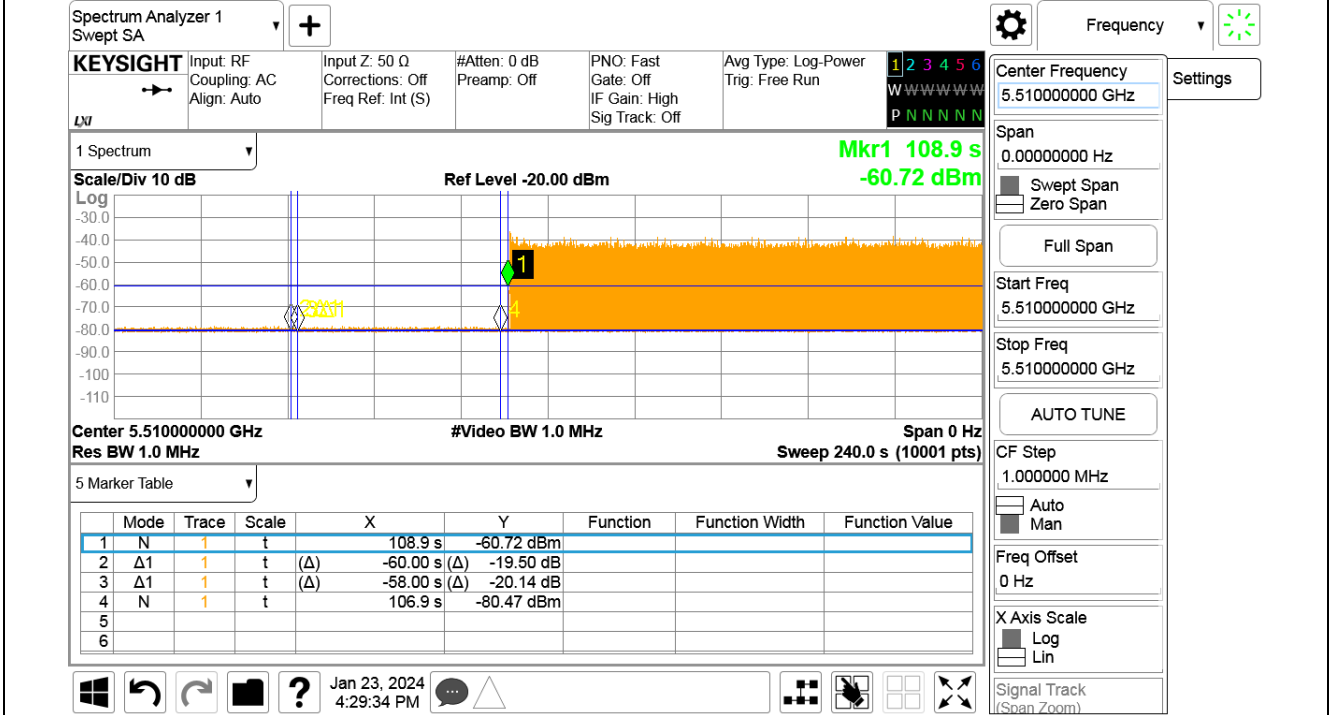 Spectrum Analyzer 1
Swept SA
Frequency
KEYSIGHT
LXI
Input: RF
Coupling: AC
Align: Auto
Input Z: 50 Ω
Corrections: Off
Freq Ref: Int (S)
#Atten: 0 dB
Preamp: Off
PNO: Fast
Gate: Off
IF Gain: High
Sig Track: Off
Avg Type: Log-Power
Trig: Free Run
1 2 3 4 5 6
W W W W W W
P N N N N N
Center Frequency
5.510000000 GHz
Settings
Span
0.00000000 Hz
Swept Span
Zero Span
Full Span
Start Freq
5.510000000 GHz
Stop Freq
5.510000000 GHz
AUTO TUNE
CF Step
1.000000 MHz
Auto
Man
Freq Offset
0 Hz
X Axis Scale
Log
Lin
Signal Track
(Span Zoom)
1 Spectrum
Mkr1 108.9 s
-60.72 dBm
Scale/Div 10 dB
Ref Level -20.00 dBm
Log
-30.0
-40.0
-50.0
-60.0
-70.0
-80.0
-90.0
-100
-110
1
4
Center 5.510000000 GHz
#Video BW 1.0 MHz
Span 0 Hz
Res BW 1.0 MHz
Sweep 240.0 s (10001 pts)
5 Marker Table
Mode Trace Scale X Y Function Function Width Function Value
1 N 1 t 108.9 s -60.72 dBm
2 Δ1 1 t (Δ) -60.00 s (Δ) -19.50 dB
3 Δ1 1 t (Δ) -58.00 s (Δ) -20.14 dB
4 N 1 t 106.9 s -80.47 dBm
5
6
Jan 23, 2024
4:29:34 PM